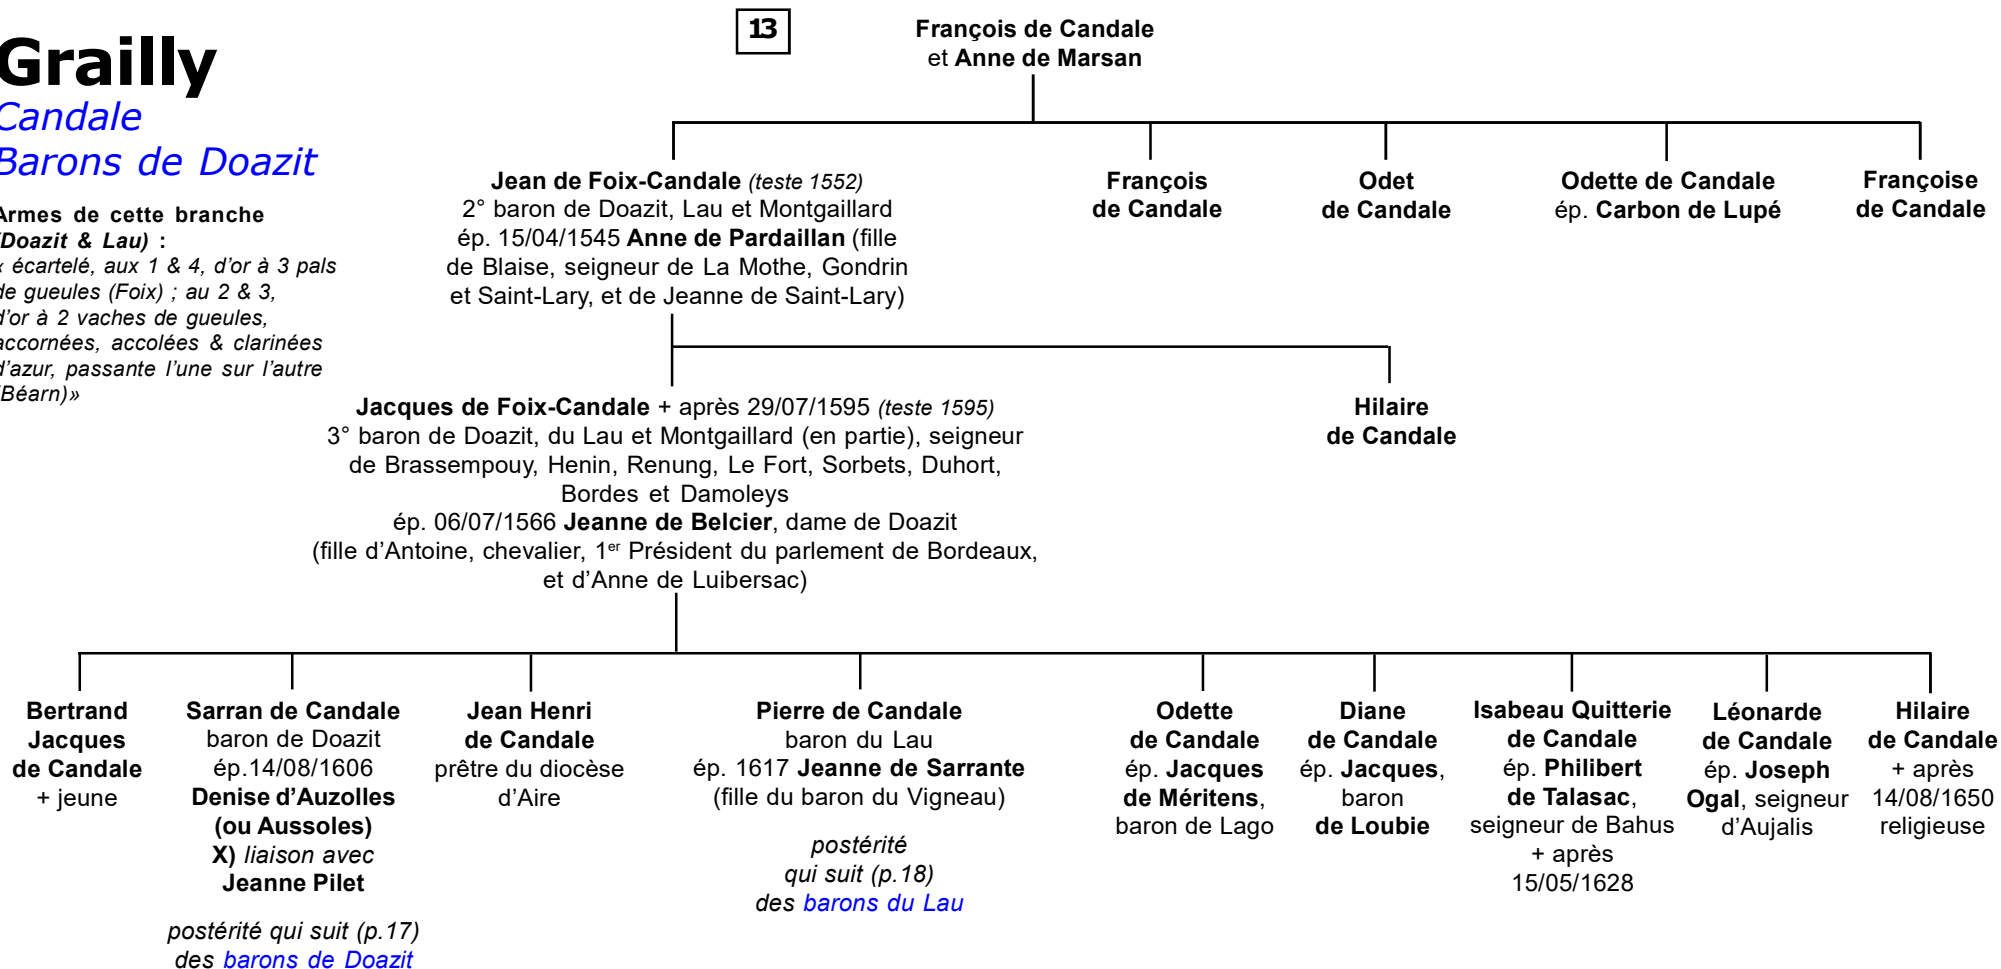 Grailly
Candale
Barons de Doazit
Armes de cette branche
(Doazit & Lau) :
« écartelé, aux 1 & 4, d'or à 3 pals
de gueules (Foix) ; au 2 & 3,
d'or à 2 vaches de gueules,
accornées, accolées & clarinées
d'azur, passante l'une sur l'autre
(Béarn)»
13
François de Candale
et Anne de Marsan
Jean de Foix-Candale (teste 1552)
2° baron de Doazit, Lau et Montgaillard
ép. 15/04/1545 Anne de Pardaillan (fille
de Blaise, seigneur de La Mothe, Gondrin
et Saint-Lary, et de Jeanne de Saint-Lary)
François
de Candale
Odet
de Candale
Odette de Candale
ép. Carbon de Lupé
Françoise
de Candale
Jacques de Foix-Candale + après 29/07/1595 (teste 1595)
3° baron de Doazit, du Lau et Montgaillard (en partie), seigneur
de Brassempouy, Henin, Renung, Le Fort, Sorbets, Duhort,
Bordes et Damoleys
ép. 06/07/1566 Jeanne de Belcier, dame de Doazit
(fille d'Antoine, chevalier, 1er Président du parlement de Bordeaux,
et d'Anne de Luibersac)
Hilaire
de Candale
Bertrand
Jacques
de Candale
+ jeune
Sarran de Candale
baron de Doazit
ép.14/08/1606
Denise d'Auzolles
(ou Aussoles)
X) liaison avec
Jeanne Pilet
postérité qui suit (p.17)
des barons de Doazit
Jean Henri
de Candale
prêtre du diocèse
d'Aire
Pierre de Candale
baron du Lau
ép. 1617 Jeanne de Sarrante
(fille du baron du Vigneau)
postérité
qui suit (p.18)
des barons du Lau
Odette
de Candale
ép. Jacques
de Méritens,
baron de Lago
Diane
de Candale
ép. Jacques,
baron
de Loubie
Isabeau Quitterie
de Candale
ép. Philibert
de Talasac,
seigneur de Bahus
+ après
15/05/1628
Léonarde
de Candale
ép. Joseph
Ogal, seigneur
d'Aujalis
Hilaire
de Candale
+ après
14/08/1650
religieuse